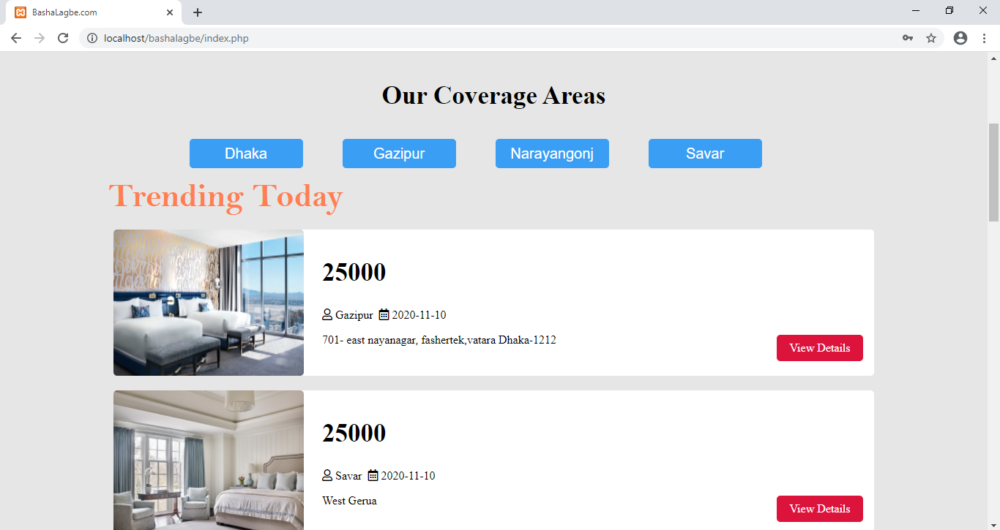 BashaLagbe.com
localhost/bashalagbe/index.php
Our Coverage Areas
Dhaka Gazipur Narayangonj Savar
Trending Today
25000
Gazipur 2020-11-10
701- east nayanagar, fashertek,vatara Dhaka-1212
View Details
25000
Savar 2020-11-10
West Gerua
View Details